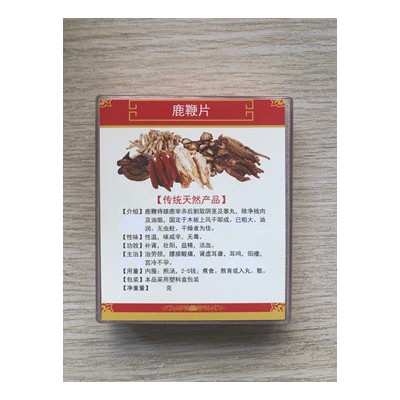 鹿鞭片
【传统天然产品】
【介绍】鹿鞭将雄鹿宰杀后割取阴茎及睾丸，除净残肉
及油脂，固定于木板上风干即成。已粗大、油
润、无虫蛀，干燥者为佳。
【性味】性温，味咸辛，无毒。
【功效】补肾，壮阳，益精，活血。
【主治】治劳损，腰膝酸痛，肾虚耳聋，耳鸣，阳痿，
宫冷不孕。
【用量】内服，煎汤，2-5钱；煮食，熬膏或入丸、散。
【包装】本品采用塑料盒包装
【净重量】 克